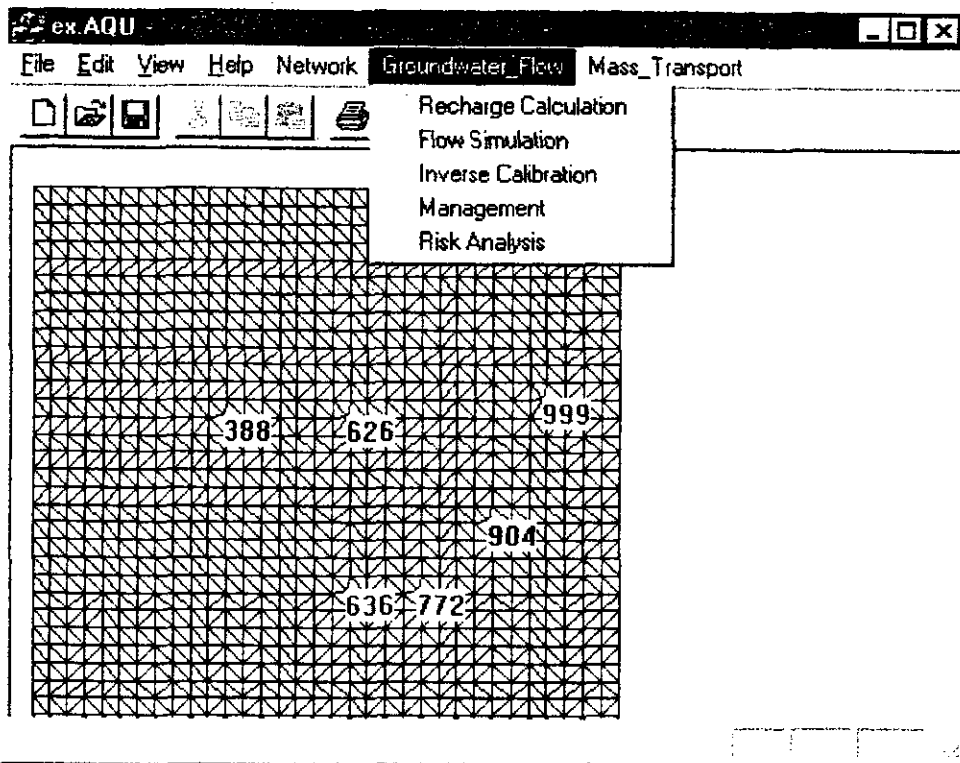 ex.AQU
File Edit View Help Network Groundwater_Flow Mass_Transport
Recharge Calculation
Flow Simulation
Inverse Calibration
Management
Risk Analysis
999
388 626
904
636 772